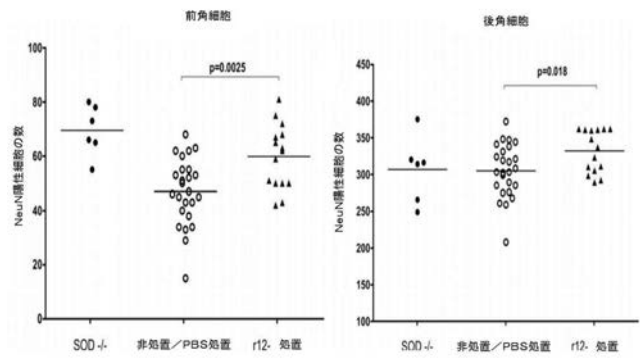 前角細胞
p=0.0025
NeuN陽性細胞の数
100
80
60
40
20
0
SOD -/-
非処置/PBS処置
r12- 処置
後角細胞
p=0.018
NeuN陽性細胞の数
450
400
350
300
250
200
150
100
SOD -/-
非処置/PBS処置
r12- 処置